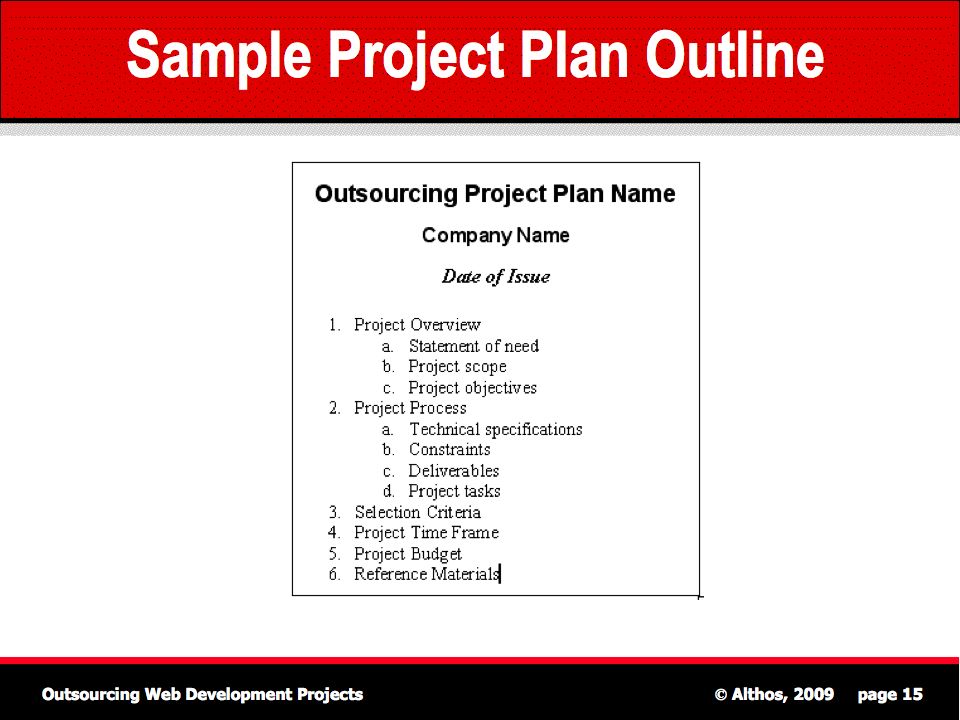 Sample Project Plan Outline
Outsourcing Project Plan Name
Company Name
Date of Issue
1. Project Overview
a. Statement of need
b. Project scope
c. Project objectives
2. Project Process
a. Technical specifications
b. Constraints
c. Deliverables
d. Project tasks
3. Selection Criteria
4. Project Time Frame
5. Project Budget
6. Reference Materials
Outsourcing Web Development Projects © Althos, 2009 page 15